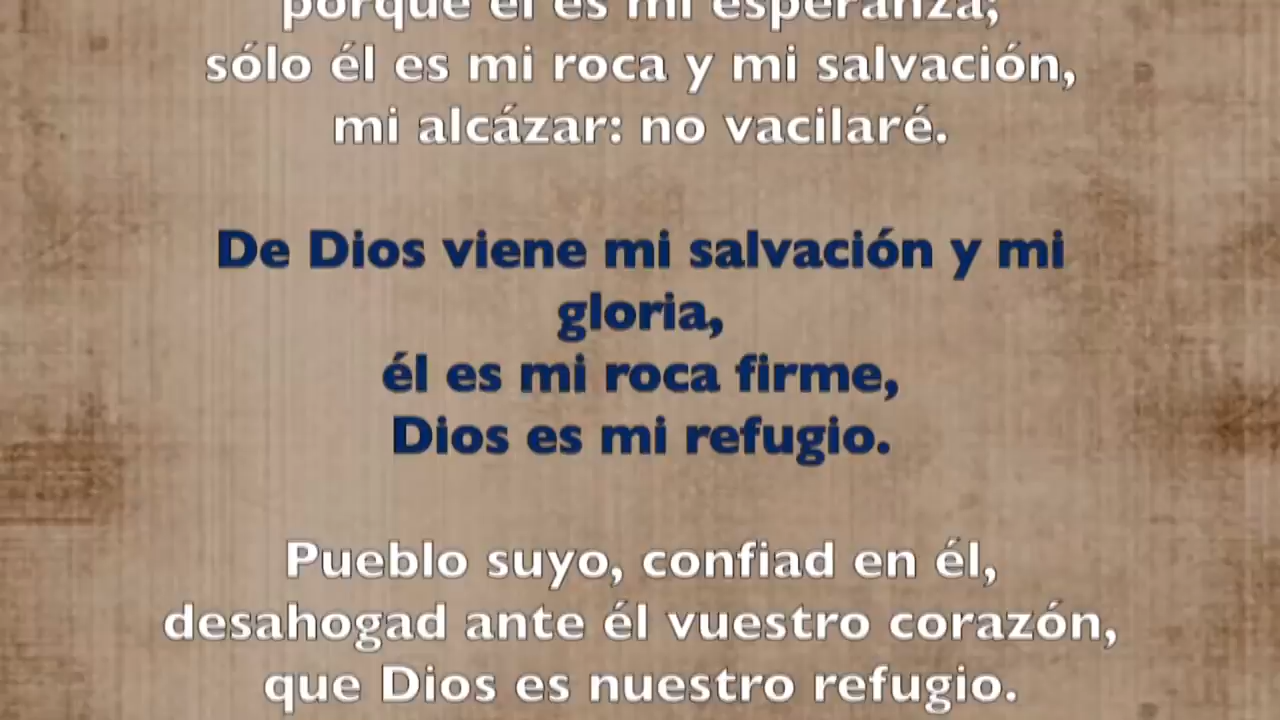 porque él es mi esperanza;
sólo él es mi roca y mi salvación,
mi alcázar: no vacilaré.
De Dios viene mi salvación y mi
gloria,
él es mi roca firme,
Dios es mi refugio.
Pueblo suyo, confiad en él,
desahogad ante él vuestro corazón,
que Dios es nuestro refugio.